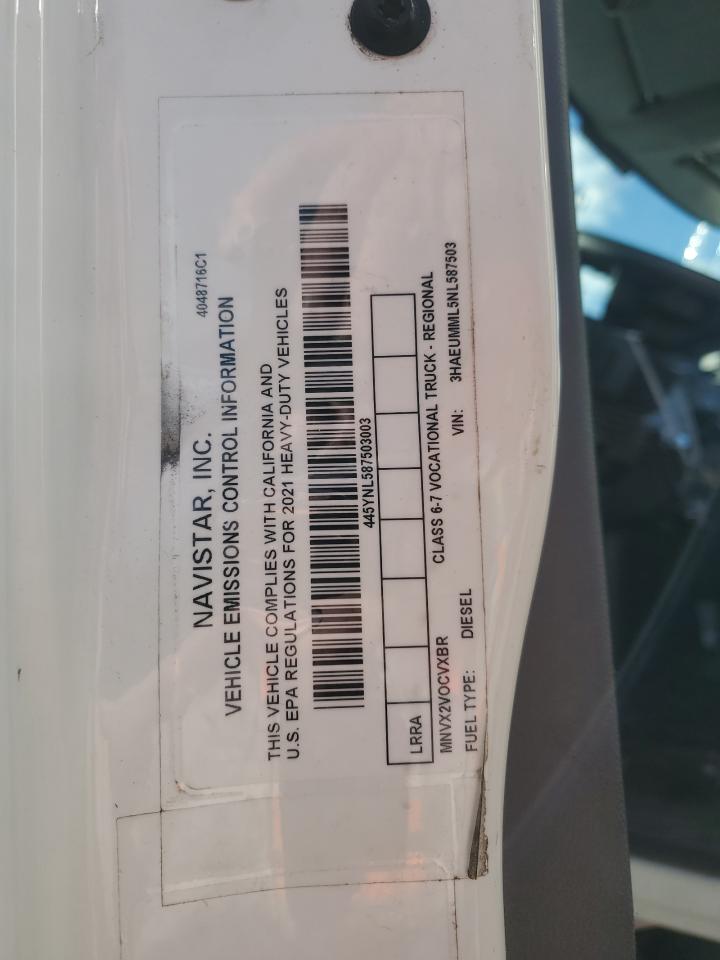 4048716C1
NAVISTAR, INC.
VEHICLE EMISSIONS CONTROL INFORMATION
THIS VEHICLE COMPLIES WITH CALIFORNIA AND
U.S. EPA REGULATIONS FOR 2021 HEAVY-DUTY VEHICLES
445YNL587503003
LRRA
MNVX2VOCVXBR CLASS 6-7 VOCATIONAL TRUCK - REGIONAL
FUEL TYPE: DIESEL VIN: 3HAEUMML5NL587503